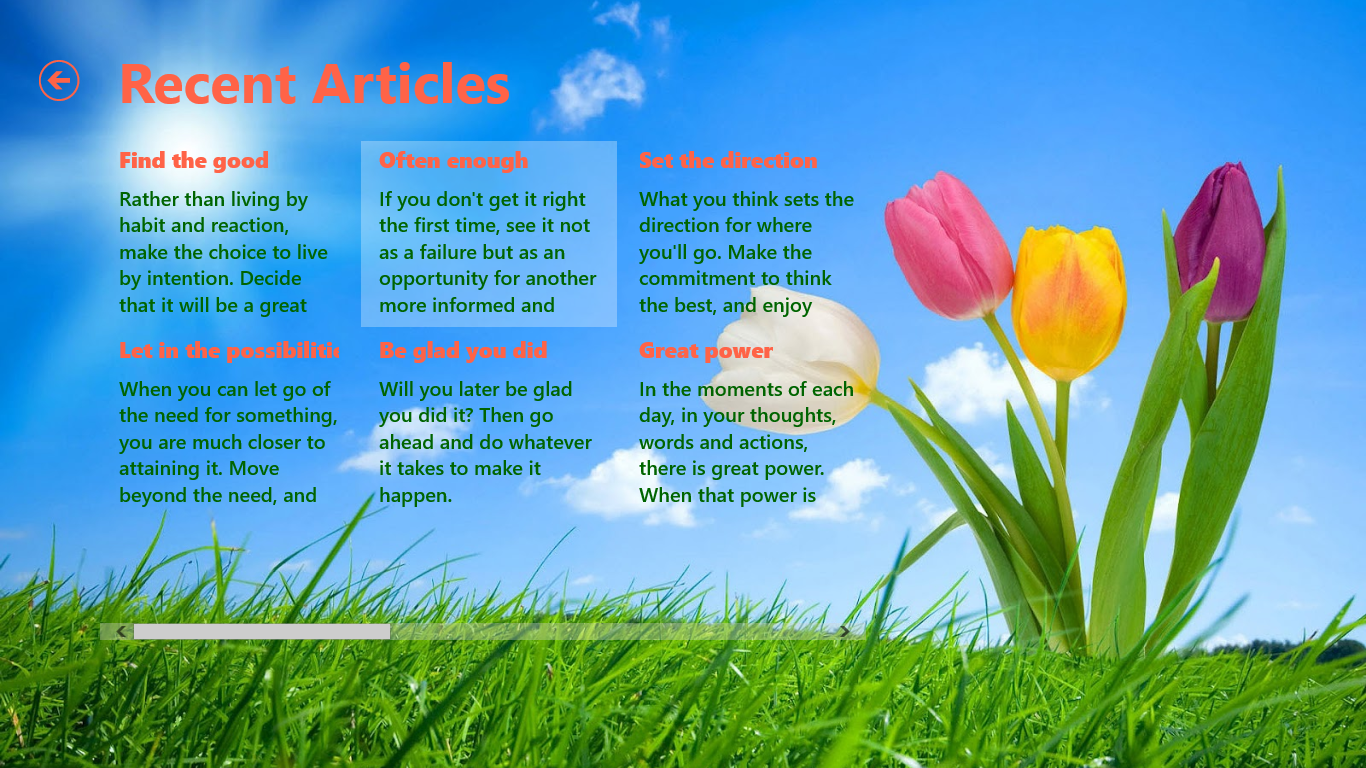 Recent Articles
Find the good
Rather than living by
habit and reaction,
make the choice to live
by intention. Decide
that it will be a great
Often enough
If you don't get it right
the first time, see it not
as a failure but as an
opportunity for another
more informed and
Set the direction
What you think sets the
direction for where
you'll go. Make the
commitment to think
the best, and enjoy
Let in the possibiliti
When you can let go of
the need for something,
you are much closer to
attaining it. Move
beyond the need, and
Be glad you did
Will you later be glad
you did it? Then go
ahead and do whatever
it takes to make it
happen.
Great power
In the moments of each
day, in your thoughts,
words and actions,
there is great power.
When that power is